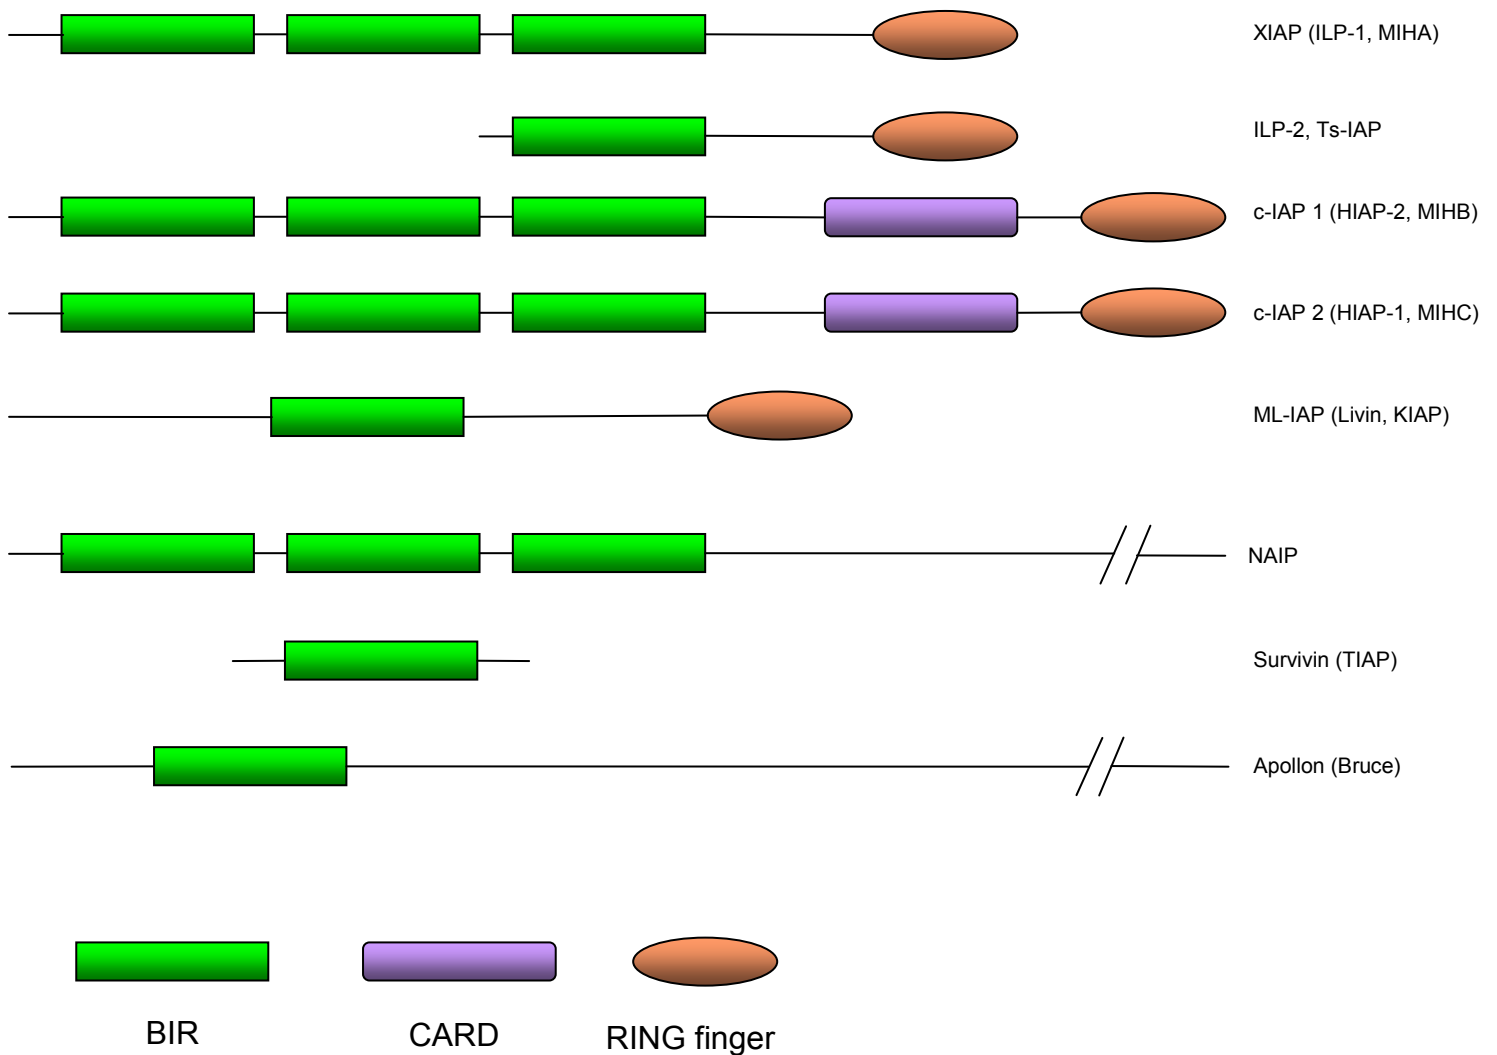 XIAP (ILP-1, MIHA)
ILP-2, Ts-IAP
c-IAP 1 (HIAP-2, MIHB)
c-IAP 2 (HIAP-1, MIHC)
ML-IAP (Livin, KIAP)
NAIP
Survivin (TIAP)
Apollon (Bruce)
BIR CARD RING finger